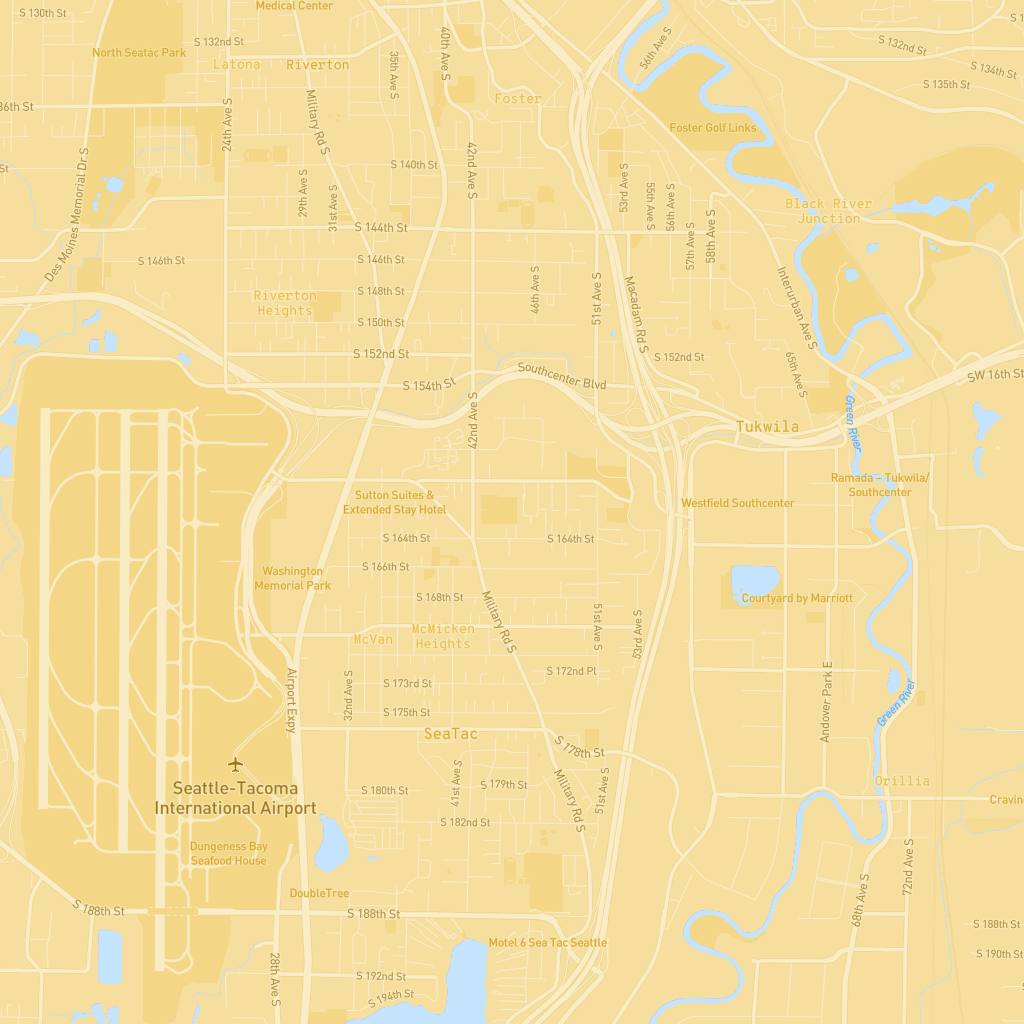 Medical Center
S 130th St
S 132nd St
North Seatac Park
Latona
Riverton
35th Ave S
40th Ave S
56th Ave S
S 132nd St
S 134th St
S 135th St
36th St
24th Ave S
Military Rd S
Foster
Foster Golf Links
St
S 140th St
42nd Ave S
29th Ave S
31st Ave S
53rd Ave S
55th Ave S
56th Ave S
57th Ave S
58th Ave S
Des Moines Memorial Dr S
Black River
Junction
S 144th St
S 146th St
S 146th St
46th Ave S
51st Ave S
Macadam Rd S
Interurban Ave S
Riverton
Heights
S 148th St
S 150th St
S 152nd St
S 152nd St
65th Ave S
S 154th St
Southcenter Blvd
SW 16th St
42nd Ave S
Tukwila
Green River
Ramada – Tukwila/
Southcenter
Sutton Suites &
Extended Stay Hotel
Westfield Southcenter
S 164th St
S 164th St
S 166th St
Washington
Memorial Park
S 168th St
Military Rd S
51st Ave S
53rd Ave S
Courtyard by Marriott
McVan
McMicken
Heights
S 172nd Pl
Airport Expy
32nd Ave S
S 173rd St
S 175th St
Andover Park E
Green River
SeaTac
S 178th St
Seattle-Tacoma
International Airport
S 180th St
41st Ave S
S 179th St
Military Rd S
51st Ave S
Orillia
Cravin
S 182nd St
Dungeness Bay
Seafood House
DoubleTree
68th Ave S
72nd Ave S
S 188th St
S 188th St
S 188th St
Motel 6 Sea Tac Seattle
S 190th St
28th Ave S
S 192nd St
S 194th St